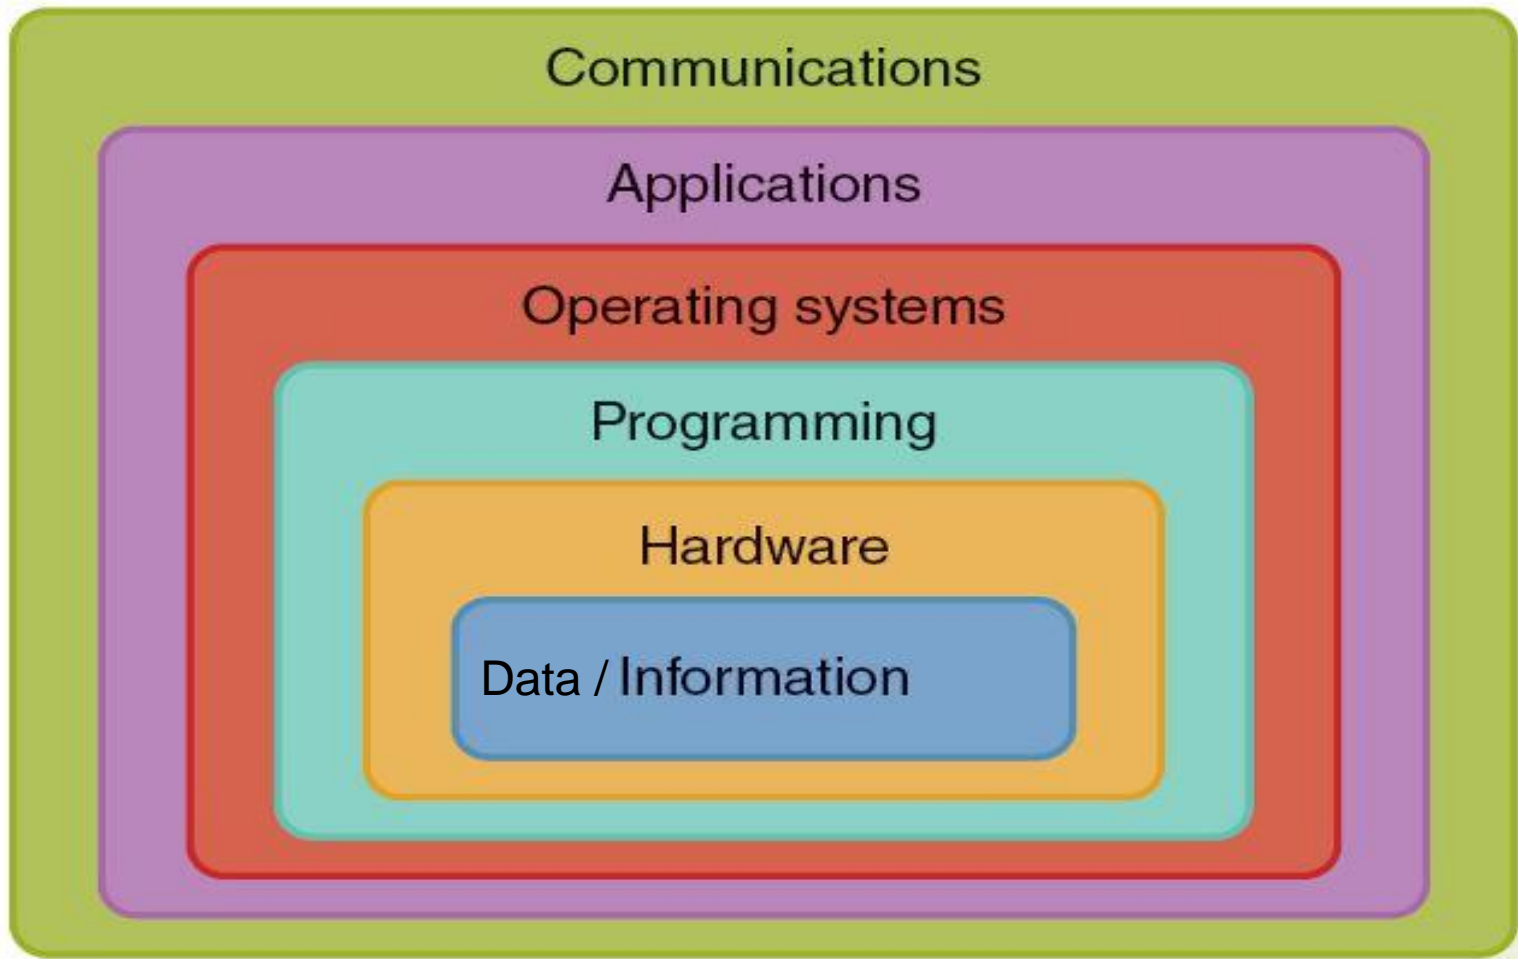 Communications
Applications
Operating systems
Programming
Hardware
Data / Information